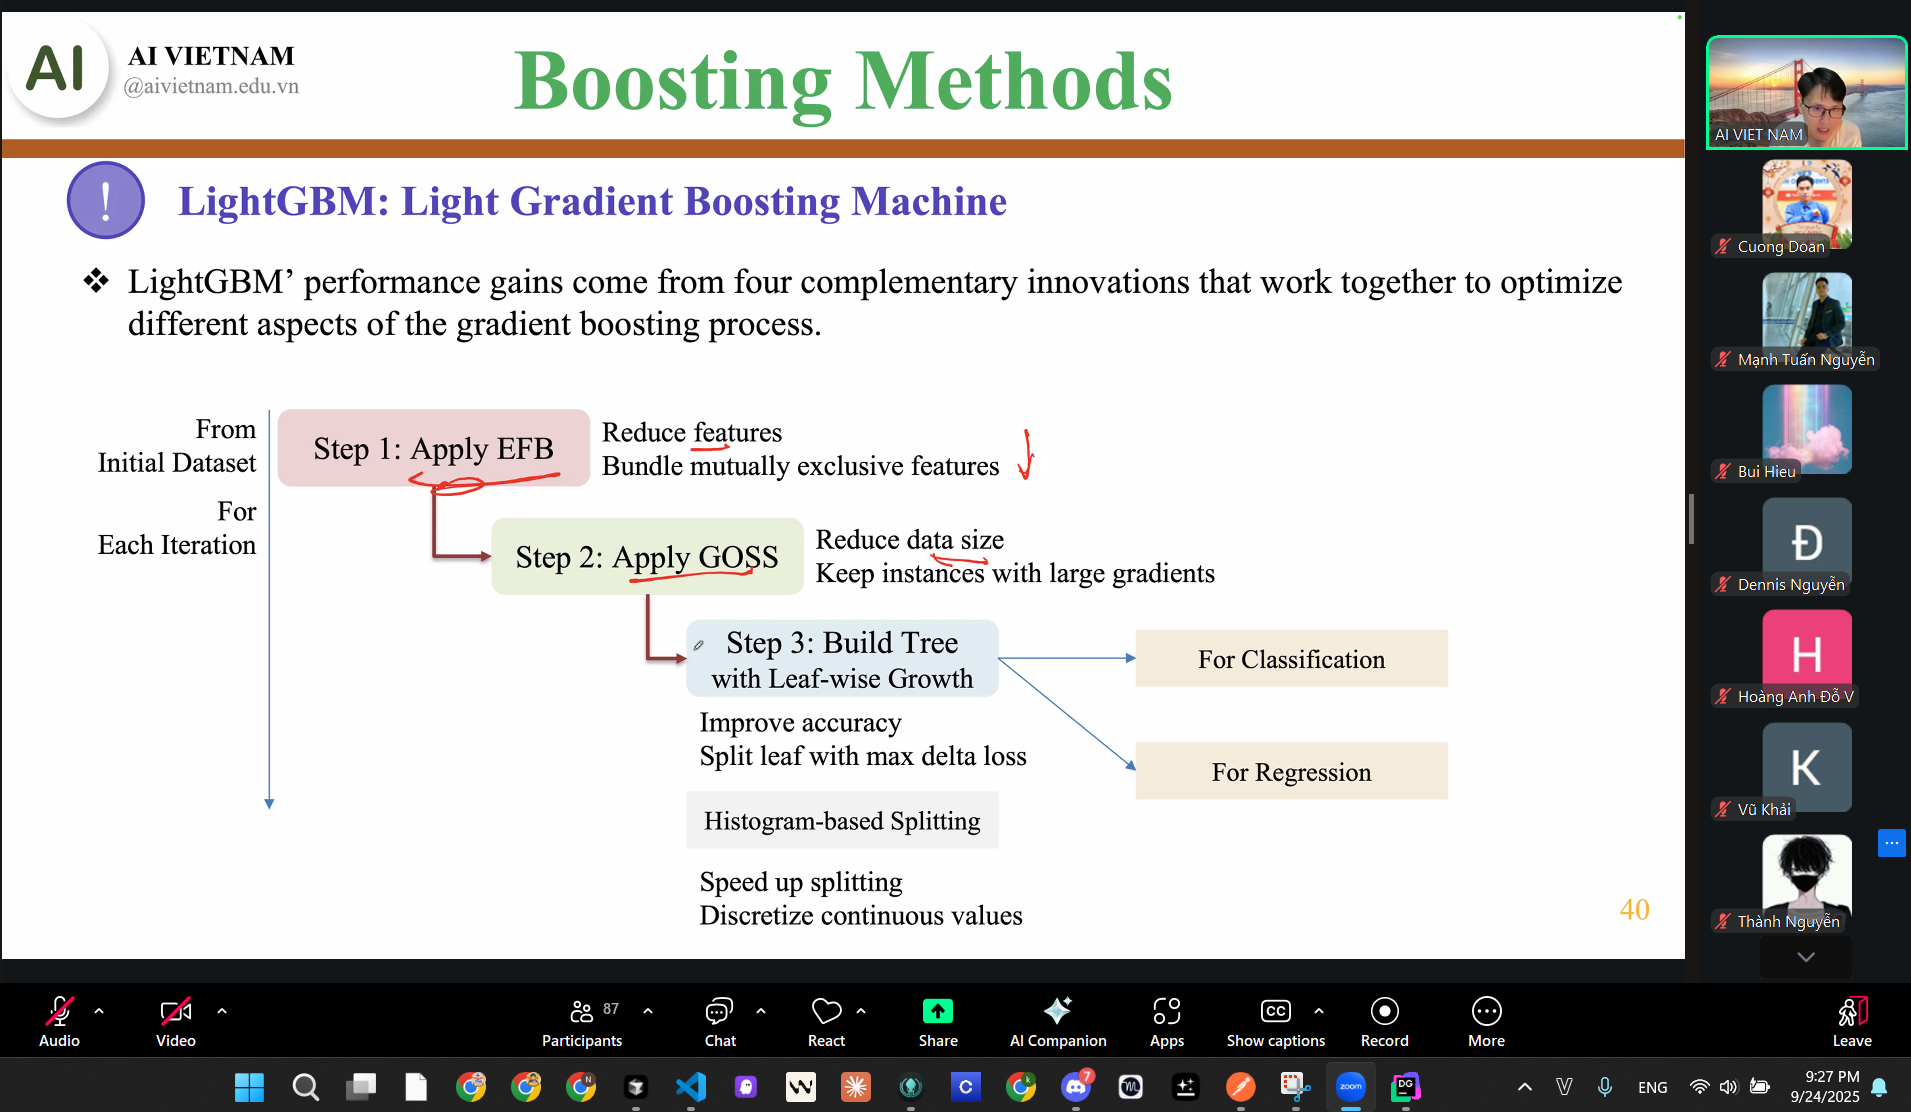 AI
AI VIETNAM
@aivietnam.edu.vn
Boosting Methods
!
LightGBM: Light Gradient Boosting Machine
❖ LightGBM’ performance gains come from four complementary innovations that work together to optimize
different aspects of the gradient boosting process.
From
Initial Dataset
For
Each Iteration
Step 1: Apply EFB
Reduce features
Bundle mutually exclusive features
Step 2: Apply GOSS
Reduce data size
Keep instances with large gradients
Step 3: Build Tree
with Leaf-wise Growth
Improve accuracy
Split leaf with max delta loss
Histogram-based Splitting
Speed up splitting
Discretize continuous values
For Classification
For Regression
40
AI VIET NAM
Cuong Doan
Mạnh Tuấn Nguyễn
Bui Hieu
Đ
Dennis Nguyễn
H
Hoàng Anh Đỗ V
K
Vũ Khải
Thành Nguyễn
Audio
Video
Participants
87
Chat
React
Share
AI Companion
Apps
CC
Show captions
Record
More
Leave
N
W
C
k
7
zoom
DG
V
ENG
9:27 PM
9/24/2025